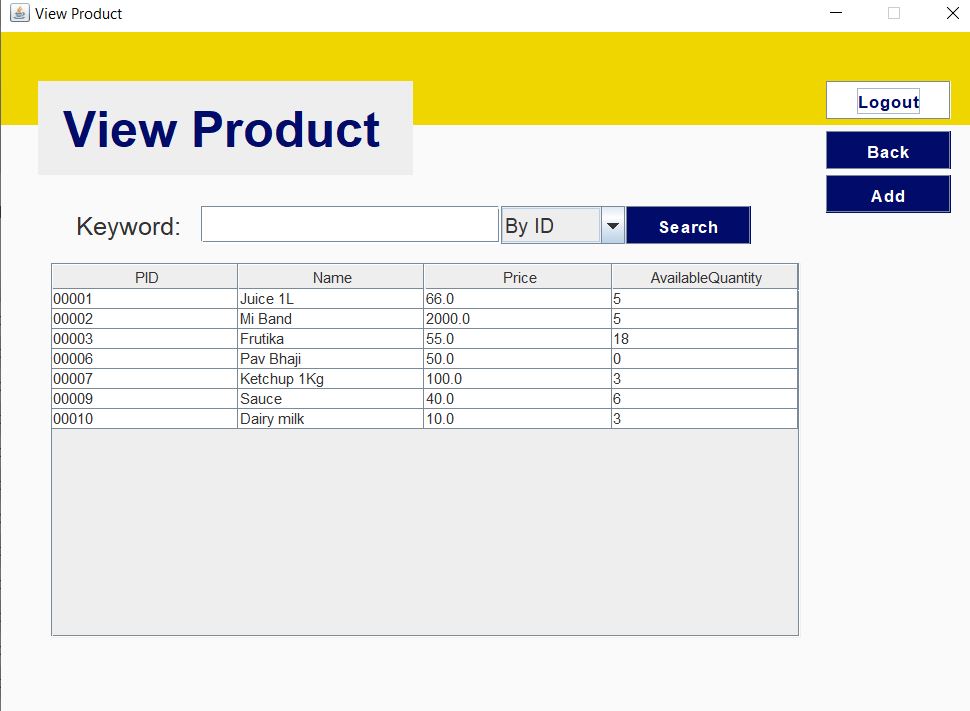 View Product
Logout
View Product
Back
Add
Keyword: By ID Search
PID Name Price AvailableQuantity
00001 Juice 1L 66.0 5
00002 Mi Band 2000.0 5
00003 Frutika 55.0 18
00006 Pav Bhaji 50.0 0
00007 Ketchup 1Kg 100.0 3
00009 Sauce 40.0 6
00010 Dairy milk 10.0 3